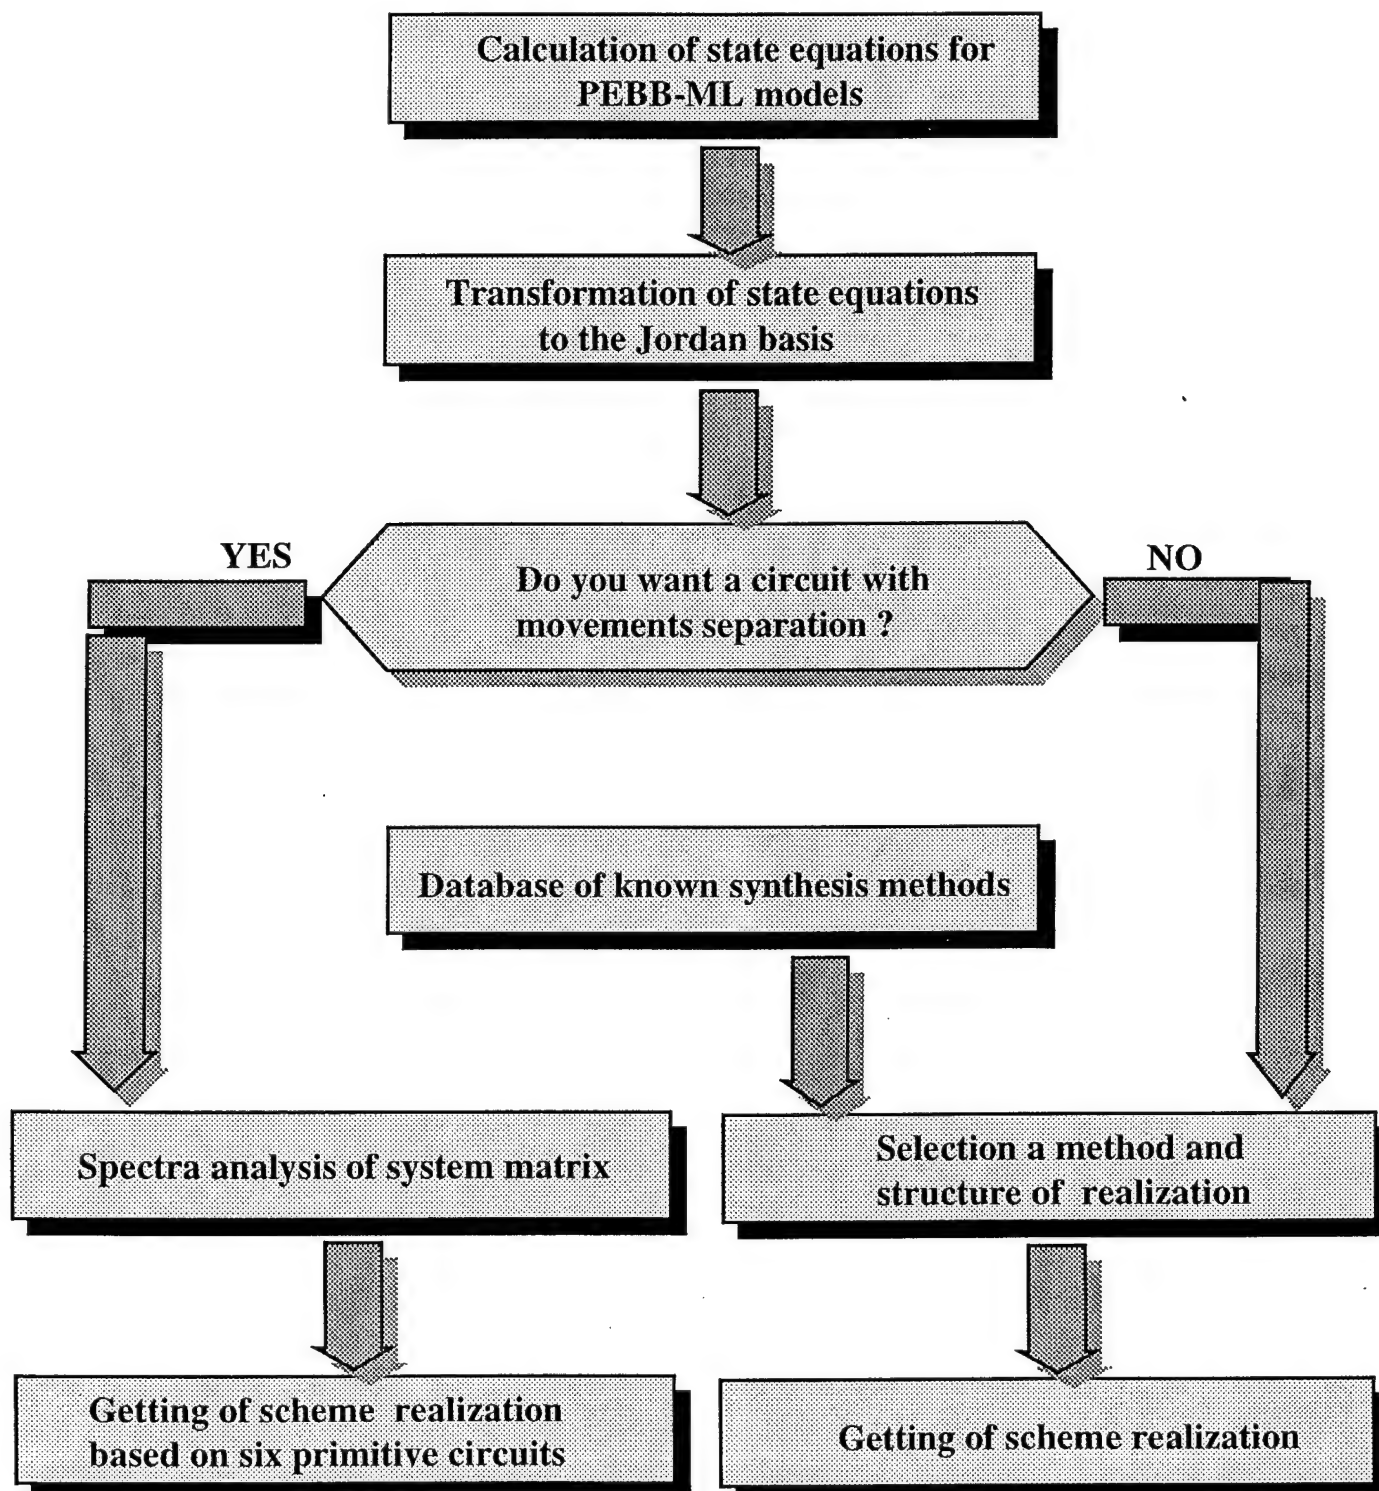 Calculation of state equations for
PEBB-ML models
Transformation of state equations
to the Jordan basis
YES
Do you want a circuit with
movements separation ?
NO
Database of known synthesis methods
Spectra analysis of system matrix
Selection a method and
structure of realization
Getting of scheme realization
based on six primitive circuits
Getting of scheme realization